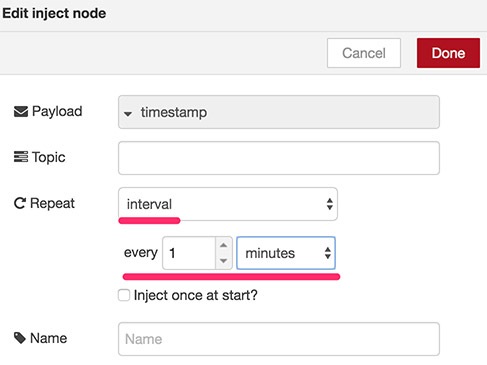 Edit inject node
Cancel Done
Payload timestamp
Topic
Repeat interval
every 1 minutes
Inject once at start?
Name Name